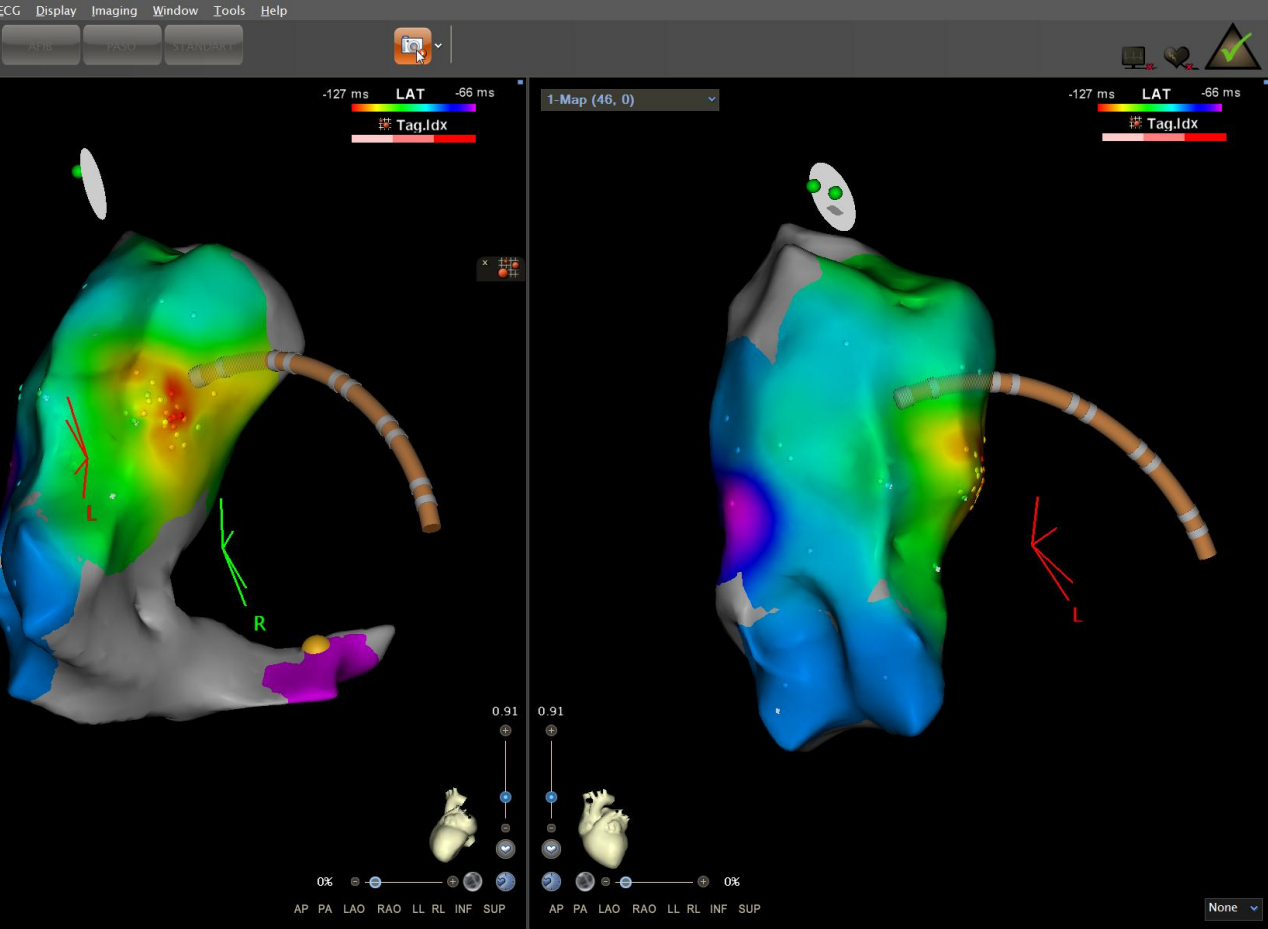 ECG Display Imaging Window Tools Help
AFIB PASO STANDART
-127 ms LAT -66 ms
Tag.Idx
x
L
R
0.91
0%
AP PA LAO RAO LL RL INF SUP
1-Map (46, 0)
-127 ms LAT -66 ms
Tag.Idx
L
0.91
0%
AP PA LAO RAO LL RL INF SUP
None